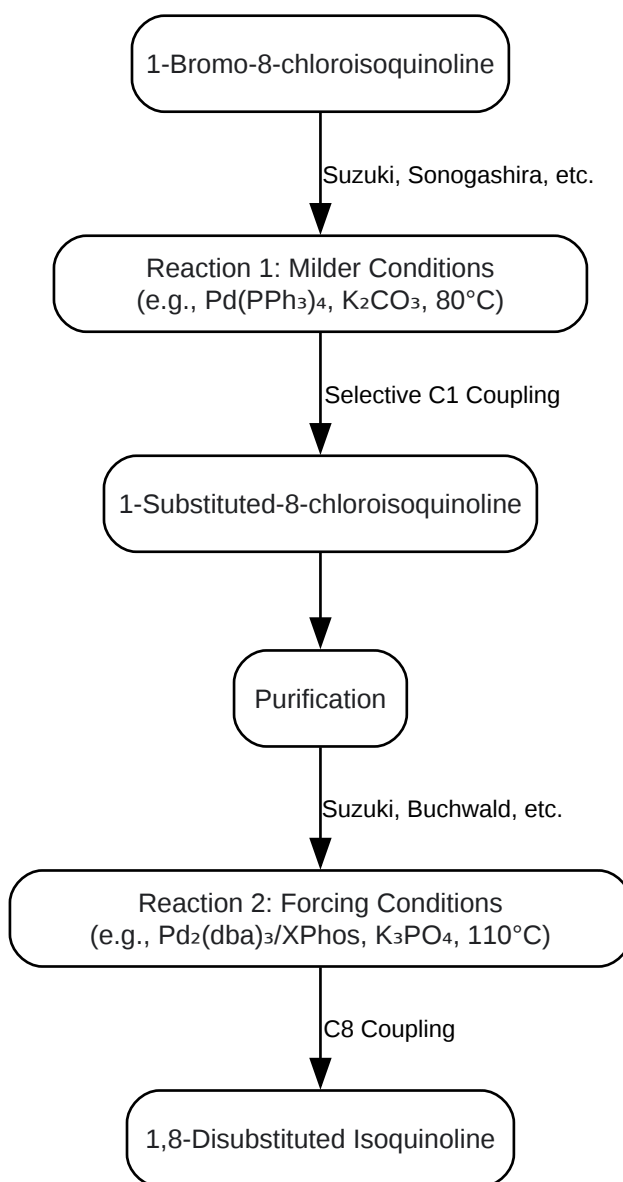 1-Bromo-8-chloroisoquinoline
Suzuki, Sonogashira, etc.
Reaction 1: Milder Conditions
(e.g., Pd(PPh₃)₄, K₂CO₃, 80°C)
Selective C1 Coupling
1-Substituted-8-chloroisoquinoline
Purification
Suzuki, Buchwald, etc.
Reaction 2: Forcing Conditions
(e.g., Pd₂(dba)₃/XPhos, K₃PO₄, 110°C)
C8 Coupling
1,8-Disubstituted Isoquinoline